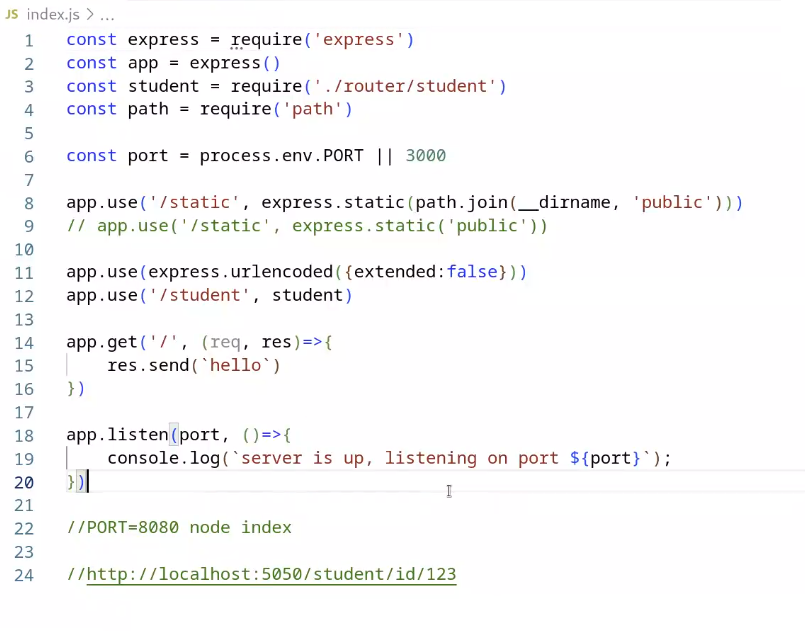 JS index.js > ...
1 const express = require('express')
2 const app = express()
3 const student = require('./router/student')
4 const path = require('path')
5
6 const port = process.env.PORT || 3000
7
8 app.use('/static', express.static(path.join(__dirname, 'public')))
9 // app.use('/static', express.static('public'))
10
11 app.use(express.urlencoded({extended:false}))
12 app.use('/student', student)
13
14 app.get('/', (req, res)=>{
15     res.send(`hello`)
16 })
17
18 app.listen(port, ()=>{
19     console.log(`server is up, listening on port ${port}`);
20 })
21
22 //PORT=8080 node index
23
24 //http://localhost:5050/student/id/123